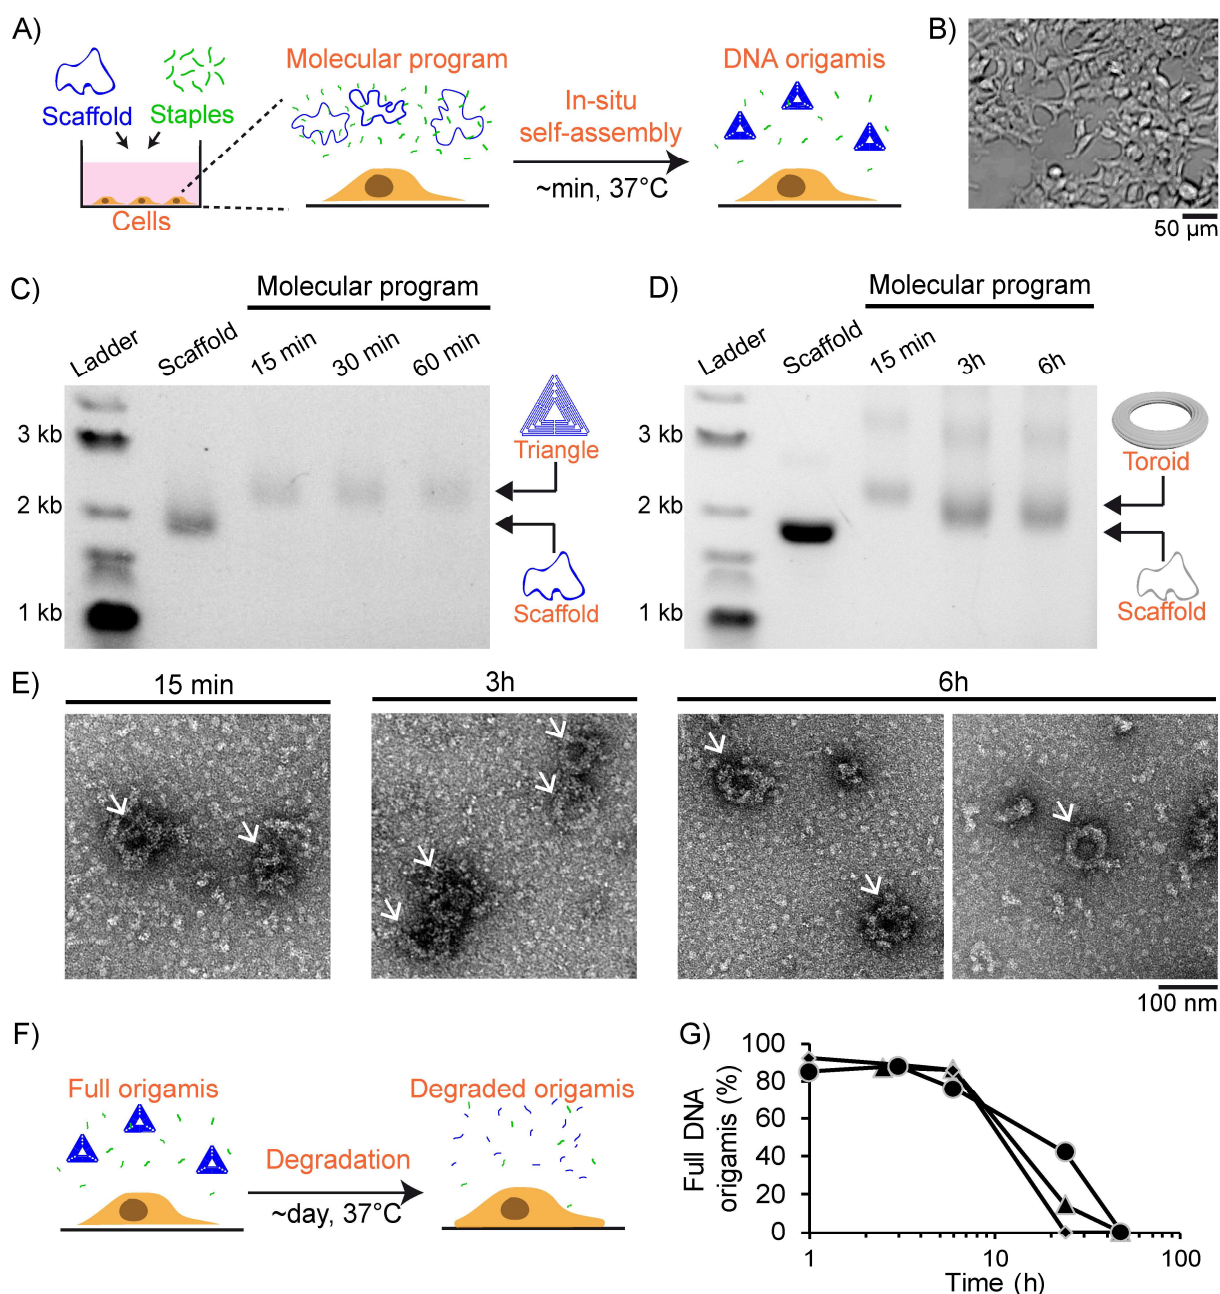 A)
Scaffold
Staples
Cells
Molecular program
In-situ
self-assembly
~min, 37°C
DNA origamis
B)
50 µm
C)
Molecular program
Ladder
Scaffold
15 min
30 min
60 min
3 kb
2 kb
1 kb
Triangle
Scaffold
D)
Molecular program
Ladder
Scaffold
15 min
3h
6h
3 kb
2 kb
1 kb
Toroid
Scaffold
E)
15 min
3h
6h
100 nm
F)
Full origamis
Degradation
~day, 37°C
Degraded origamis
G)
Full DNA
origamis (%)
100
80
60
40
20
0
1
10
100
Time (h)